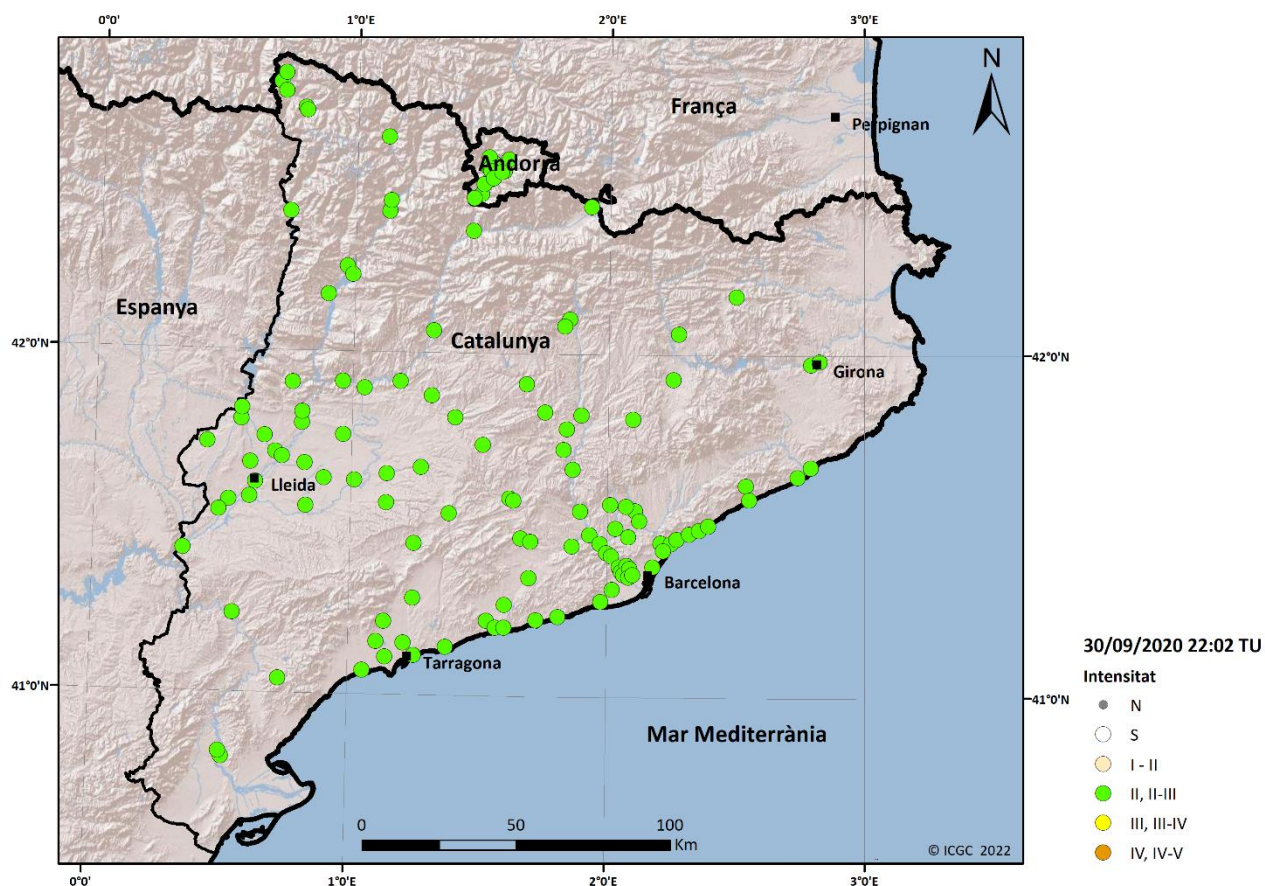 0°0' 1°0'E 2°0'E 3°0'E
N
França
Perpignan
Andorra
Espanya
Catalunya
42°0'N 42°0'N
Girona
Lleida
Barcelona
Tarragona
41°0'N 41°0'N
Mar Mediterrània
0 50 100
Km
© ICGC 2022
0°0' 1°0'E 2°0'E 3°0'E
30/09/2020 22:02 TU
Intensitat
N
S
I - II
II, II-III
III, III-IV
IV, IV-V